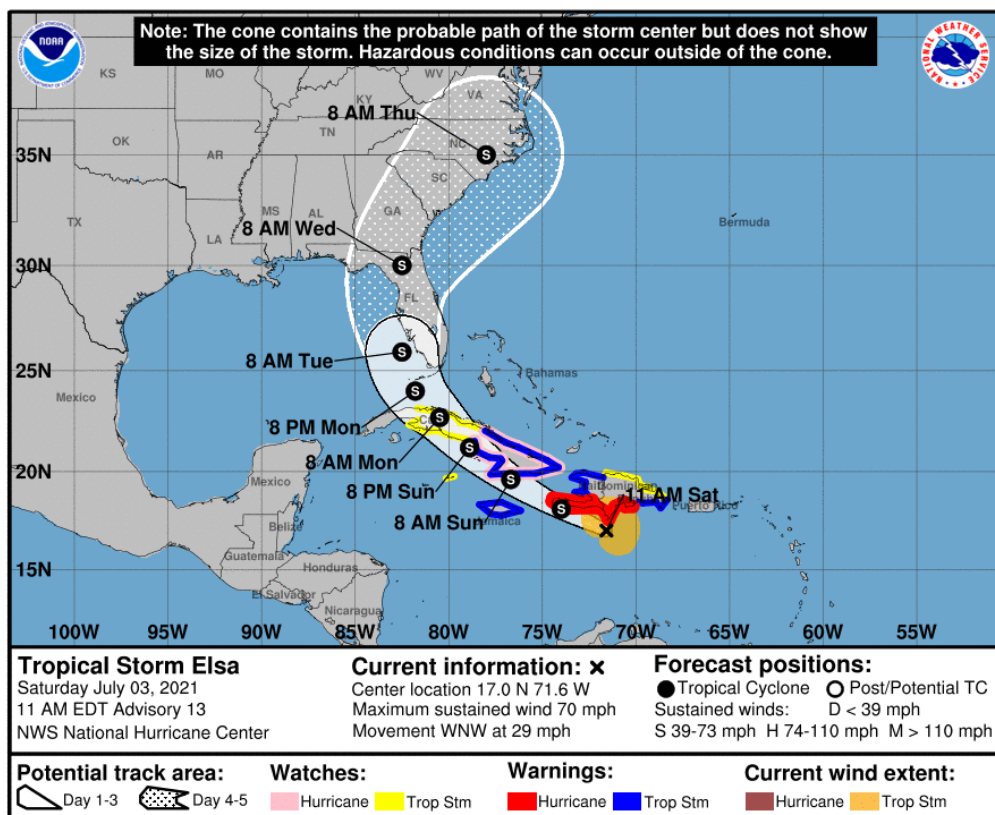 Note: The cone contains the probable path of the storm center but does not show
the size of the storm. Hazardous conditions can occur outside of the cone.
NOAA
NATIONAL WEATHER SERVICE
KS
MO
KY
WV
VA
8 AM Thu
OK
AR
TN
NC
35N
SC
TX
MS
AL
GA
LA
8 AM Wed
Bermuda
30N
FL
8 AM Tue
25N
Bahamas
Mexico
8 PM Mon
8 AM Mon
20N
Mexico
8 PM Sun
11 AM Sat
Puerto Rico
8 AM Sun
Jamaica
Belize
Guatemala
Honduras
15N
El Salvador
Nicaragua
100W 95W 90W 85W 80W 75W 70W 65W 60W 55W
Tropical Storm Elsa
Saturday July 03, 2021
11 AM EDT Advisory 13
NWS National Hurricane Center
Current information: x
Center location 17.0 N 71.6 W
Maximum sustained wind 70 mph
Movement WNW at 29 mph
Forecast positions:
Tropical Cyclone Post/Potential TC
Sustained winds: D < 39 mph
S 39-73 mph H 74-110 mph M > 110 mph
Potential track area:
Day 1-3 Day 4-5
Watches:
Hurricane Trop Stm
Warnings:
Hurricane Trop Stm
Current wind extent:
Hurricane Trop Stm